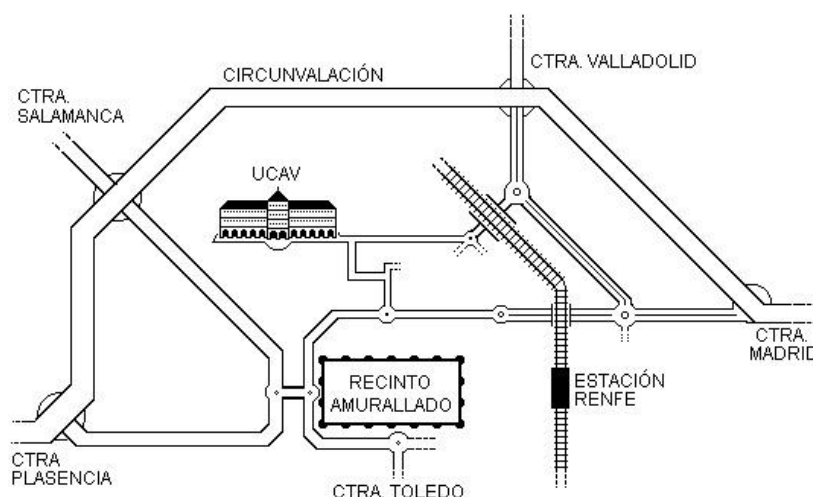 CTRA. VALLADOLID
CIRCUNVALACIÓN
CTRA.
SALAMANCA
UCAV
CTRA.
MADRID
RECINTO
AMURALLADO
ESTACIÓN
RENFE
CTRA
PLASENCIA
CTRA. TOLEDO